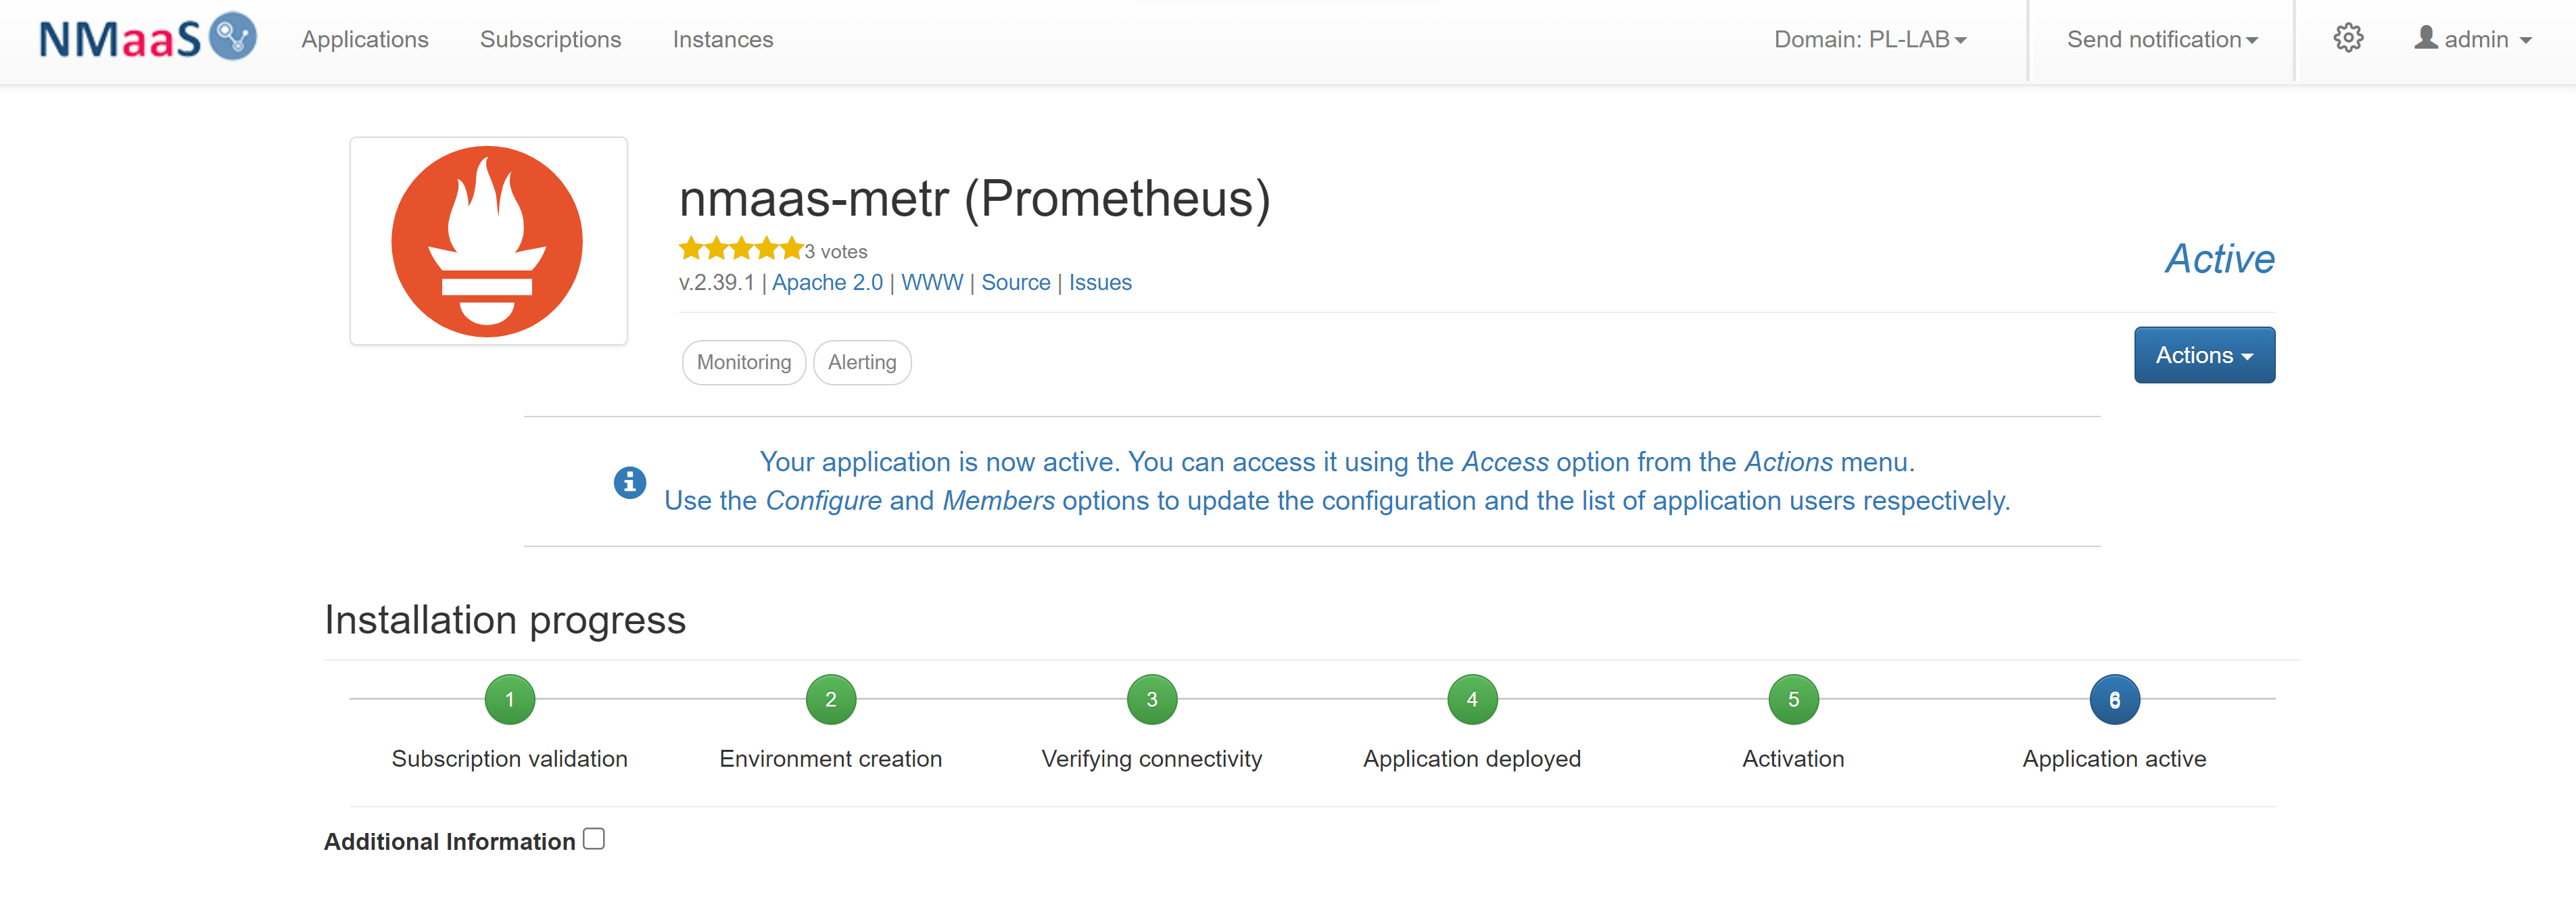 NMaaS
Applications
Subscriptions
Instances
Domain: PL-LAB
Send notification
admin
nmaas-metr (Prometheus)
3 votes
v.2.39.1 | Apache 2.0 | WWW | Source | Issues
Active
Monitoring
Alerting
Actions
Your application is now active. You can access it using the Access option from the Actions menu.
Use the Configure and Members options to update the configuration and the list of application users respectively.
Installation progress
1
2
3
4
5
6
Subscription validation
Environment creation
Verifying connectivity
Application deployed
Activation
Application active
Additional Information